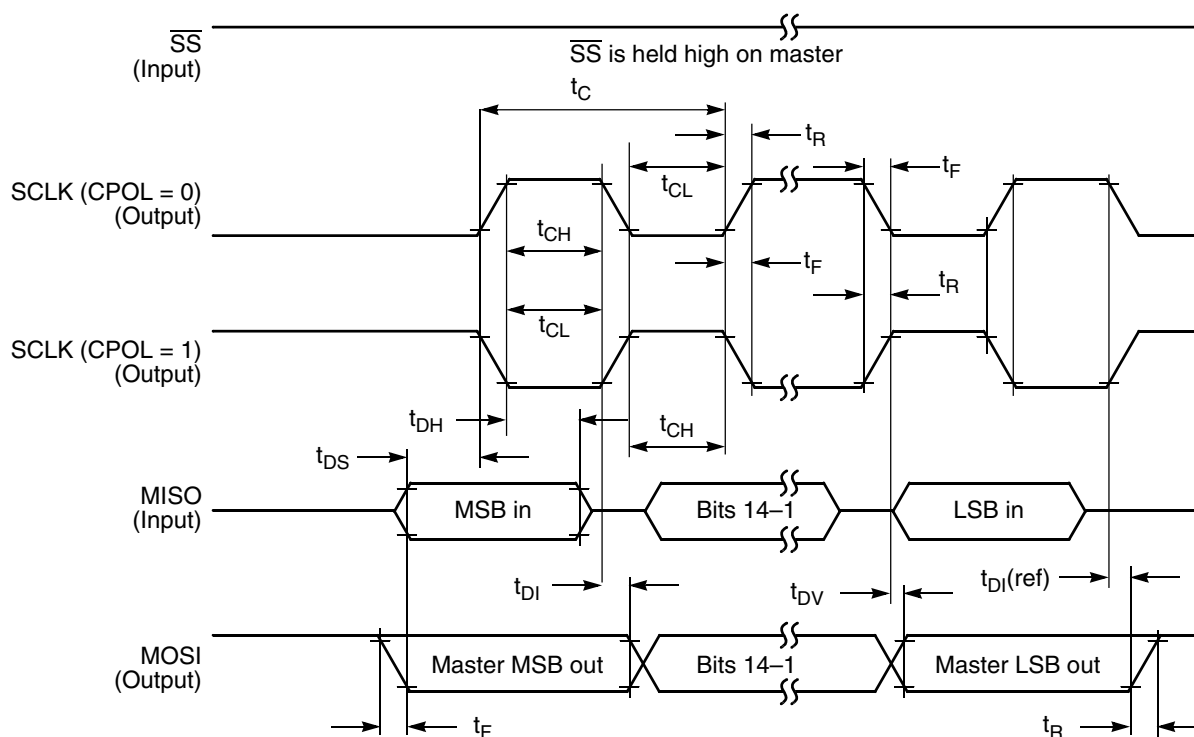 S̅S̅
(Input)
S̅S̅ is held high on master
tC
tR
tF
SCLK (CPOL = 0)
(Output)
tCL
tCH
tF
tR
tCL
SCLK (CPOL = 1)
(Output)
tDH
tCH
tDS
MISO
(Input)
MSB in
Bits 14–1
LSB in
tDI
tDV
tDI(ref)
MOSI
(Output)
Master MSB out
Bits 14–1
Master LSB out
tF
tR